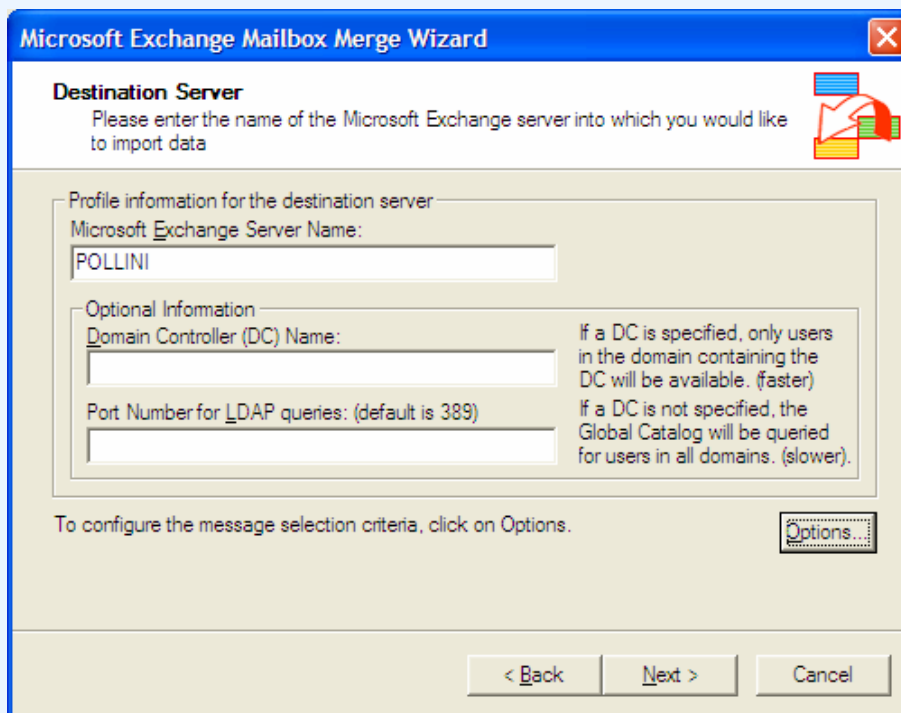 Microsoft Exchange Mailbox Merge Wizard
Destination Server
Please enter the name of the Microsoft Exchange server into which you would like
to import data
Profile information for the destination server
Microsoft Exchange Server Name:
POLLINI
Optional Information
Domain Controller (DC) Name:
If a DC is specified, only users
in the domain containing the
DC will be available. (faster)
Port Number for LDAP queries: (default is 389)
If a DC is not specified, the
Global Catalog will be queried
for users in all domains. (slower).
To configure the message selection criteria, click on Options.
Options...
< Back
Next >
Cancel